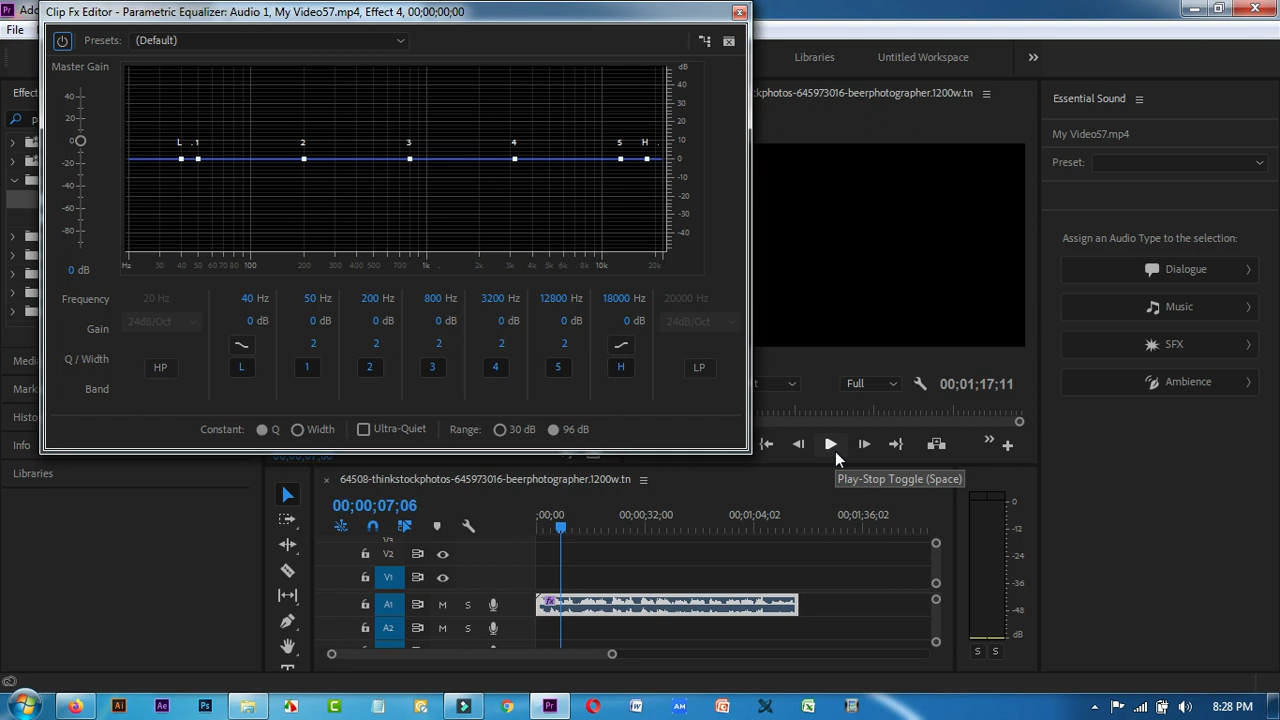 Clip Fx Editor - Parametric Equalizer: Audio 1, My Video57.mp4, Effect 4, 00;00;00;00
File
Presets: (Default)
Libraries Untitled Workspace
Master Gain
dB
40 20 0 -20 -40 -60 -80
0 dB
L 1 2 3 4 5 H
40 30 20 10 0 -10 -20 -30 -40
Hz 30 40 50 60 70 80 100 200 300 400 500 700 1k 2k 3k 4k 5k 6k 10k 20k
Frequency 20 Hz 40 Hz 50 Hz 200 Hz 800 Hz 3200 Hz 12800 Hz 18000 Hz 20000 Hz
Gain 24dB/Oct 0 dB 0 dB 0 dB 0 dB 0 dB 0 dB 0 dB 24dB/Oct
Q / Width 2 2 2 2 2
Band HP L 1 2 3 4 5 H LP
Constant: Q Width Ultra-Quiet Range: 30 dB 96 dB
Effect
Media
Mark
Histo
Info
Libraries
kphotos-645973016-beerphotographer.1200w.tn
Full 00;01;17;11
Play-Stop Toggle (Space)
Essential Sound
My Video57.mp4
Preset:
Assign an Audio Type to the selection:
Dialogue
Music
SFX
Ambience
64508-thinkstockphotos-645973016-beerphotographer.1200w.tn
00;00;07;06
;00;00 00;00;32;00 00;01;04;02 00;01;36;02
V3
V2
V1
A1 M S
fx
A2 M S
0
-12
-24
-36
-48
dB
S S
8:28 PM